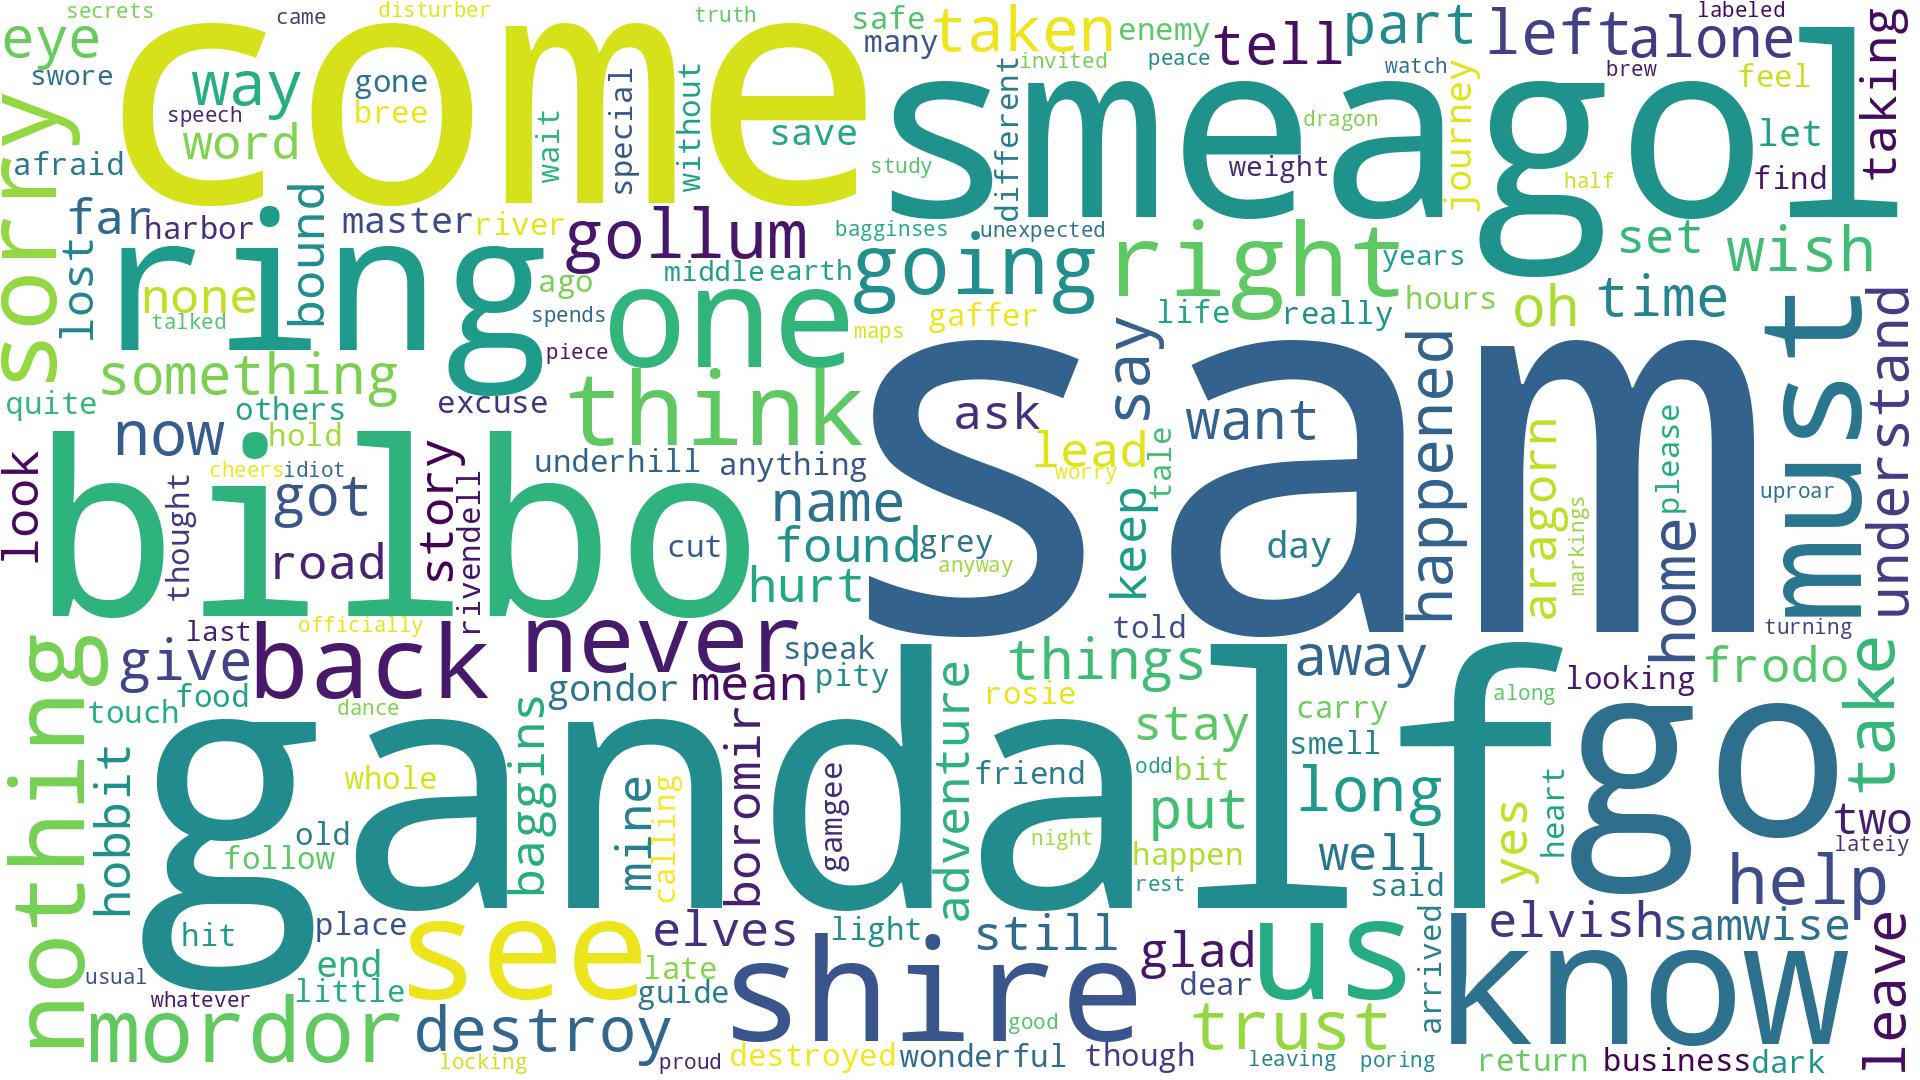 secrets
came
disturber
truth
safe
taken
enemy
tell
part
left
labeled
alone
taking
eye
come
many
invited
peace
watch
brew
feel
swore
way
gone
special
without
different
journey
smeagol
speech
bree
wait
save
dragon
let
sorry
afraid
word
study
weight
half
find
far
harbor
bound
master
river
gollum
bagginses
unexpected
going
right
years
set
wish
lost
ring
none
ago
middle
earth
one
hours
oh
time
talked
spends
maps
gaffer
life
really
must
understand
something
piece
say
happened
quite
others
excuse
think
sam
ask
want
now
hold
lead
aragorn
please
look
cheers
idiot
story
underhill
anything
worry
tale
bilbo
thought
got
rivendell
name
keep
uproar
markings
road
cut
found
grey
day
home
anyway
hurt
last
officially
never
told
turning
nothing
give
back
speak
things
away
looking
frodo
take
touch
food
gondor
mean
pity
rosie
carry
along
dance
baggins
boromir
adventure
stay
smell
go
hobbit
gandalf
whole
mine
calling
gamgee
friend
odd
bit
long
heart
old
put
yes
two
follow
night
happen
well
lateiy
rest
said
help
hit
place
see
elves
light
still
glad
us
arrived
elvish
samwise
leave
usual
end
late
shire
know
whatever
little
guide
dear
mordor
destroy
good
trust
locking
proud
destroyed
wonderful
though
leaving
poring
return
business
dark